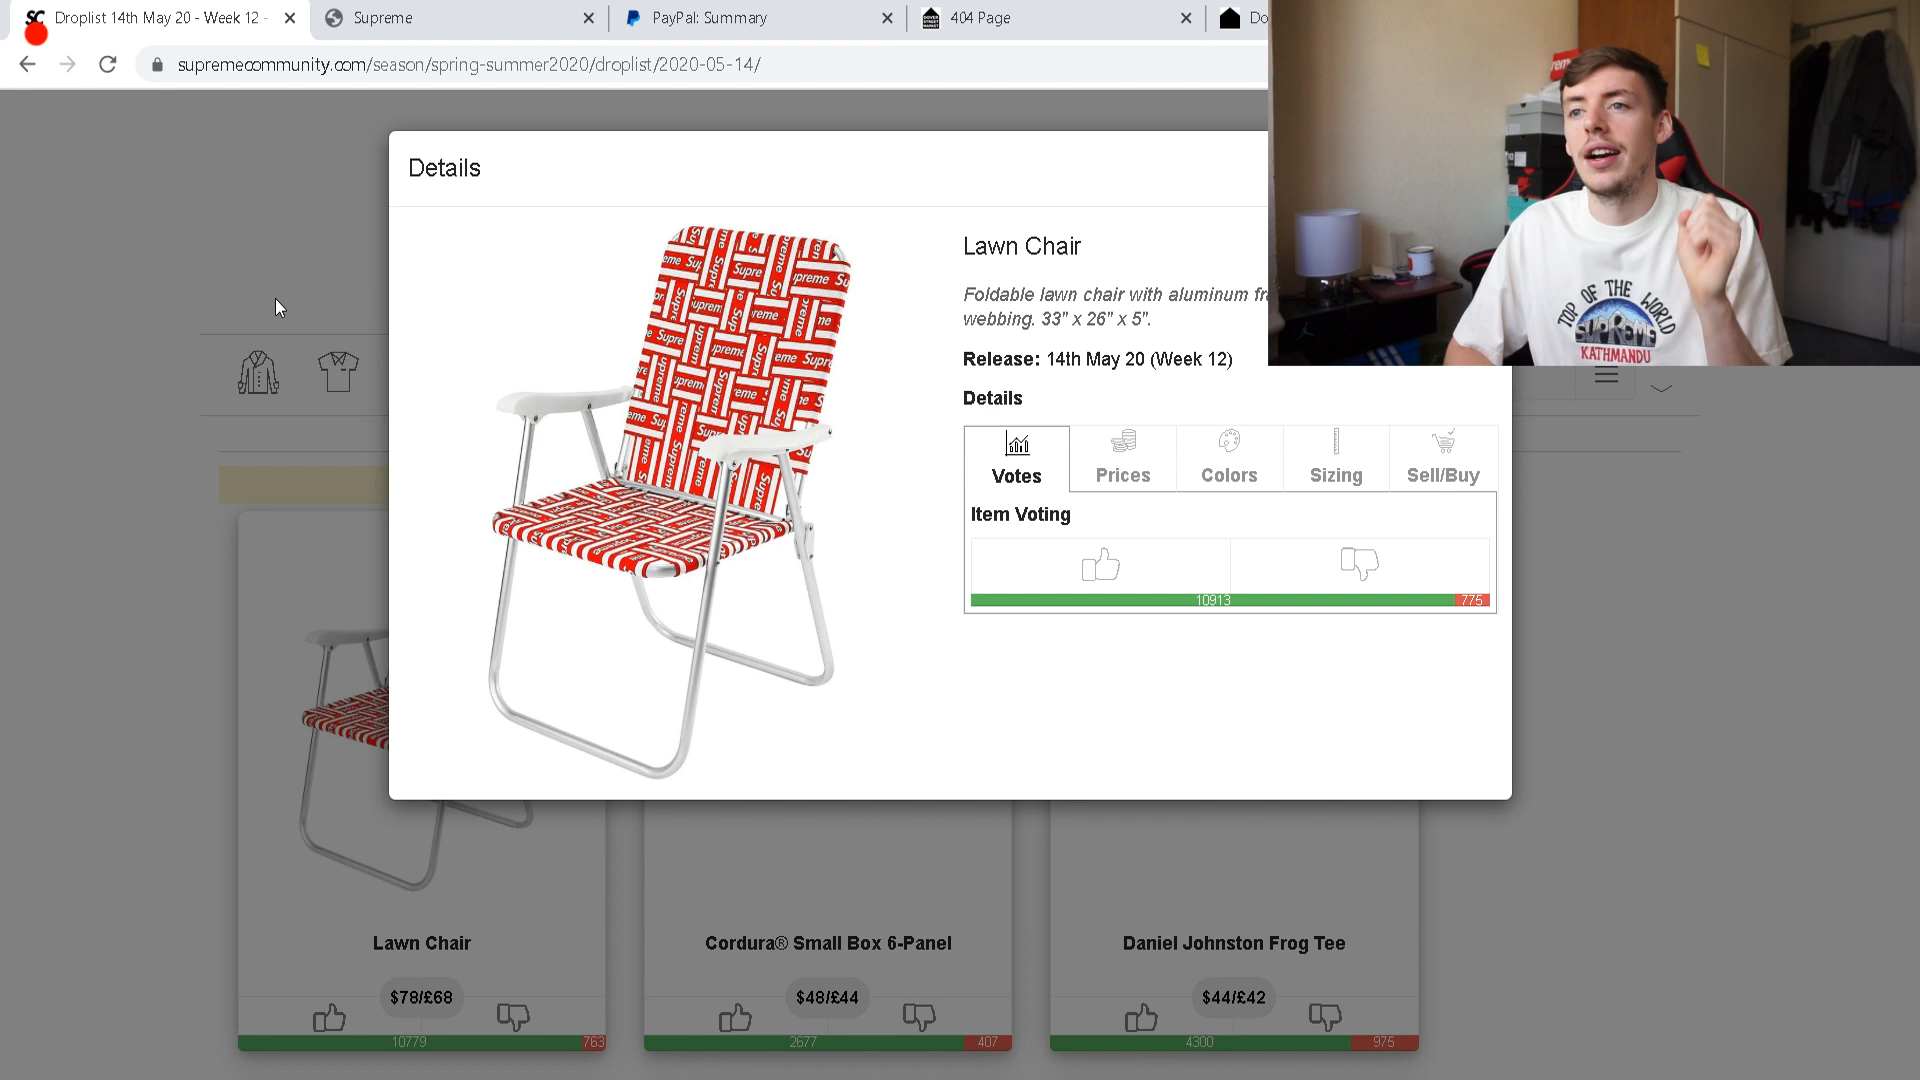 Droplist 14th May 20 - Week 12 -
Supreme
PayPal: Summary
404 Page
Do
supremecommunity.com/season/spring-summer2020/droplist/2020-05-14/
Details
Lawn Chair
Foldable lawn chair with aluminum fr
webbing. 33" x 26" x 5".
Release: 14th May 20 (Week 12)
Details
Votes
Prices
Colors
Sizing
Sell/Buy
Item Voting
10913
775
TOP OF THE WORLD
SUPREME
KATHMANDU
Lawn Chair
$78/£68
10779
763
Cordura® Small Box 6-Panel
$48/£44
2677
407
Daniel Johnston Frog Tee
$44/£42
4300
975